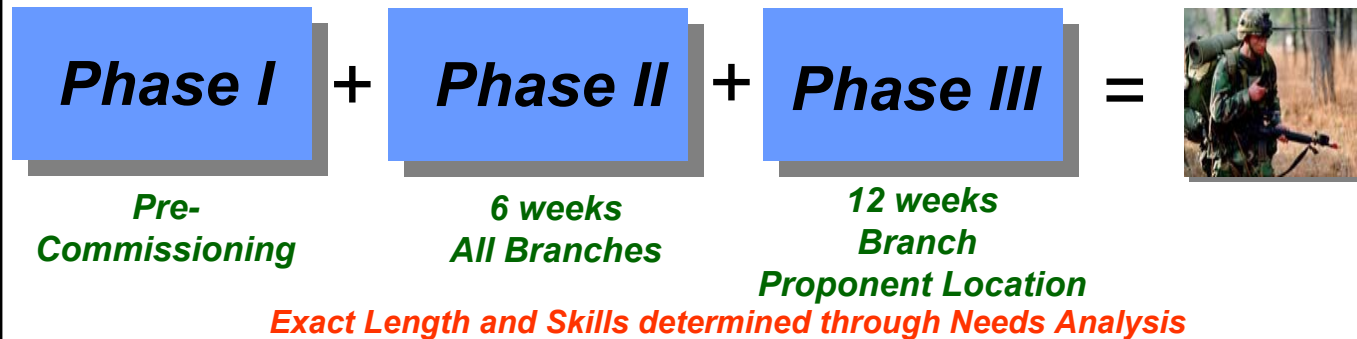 Phase I + Phase II + Phase III =
Pre-
Commissioning
6 weeks
All Branches
12 weeks
Branch
Proponent Location
Exact Length and Skills determined through Needs Analysis